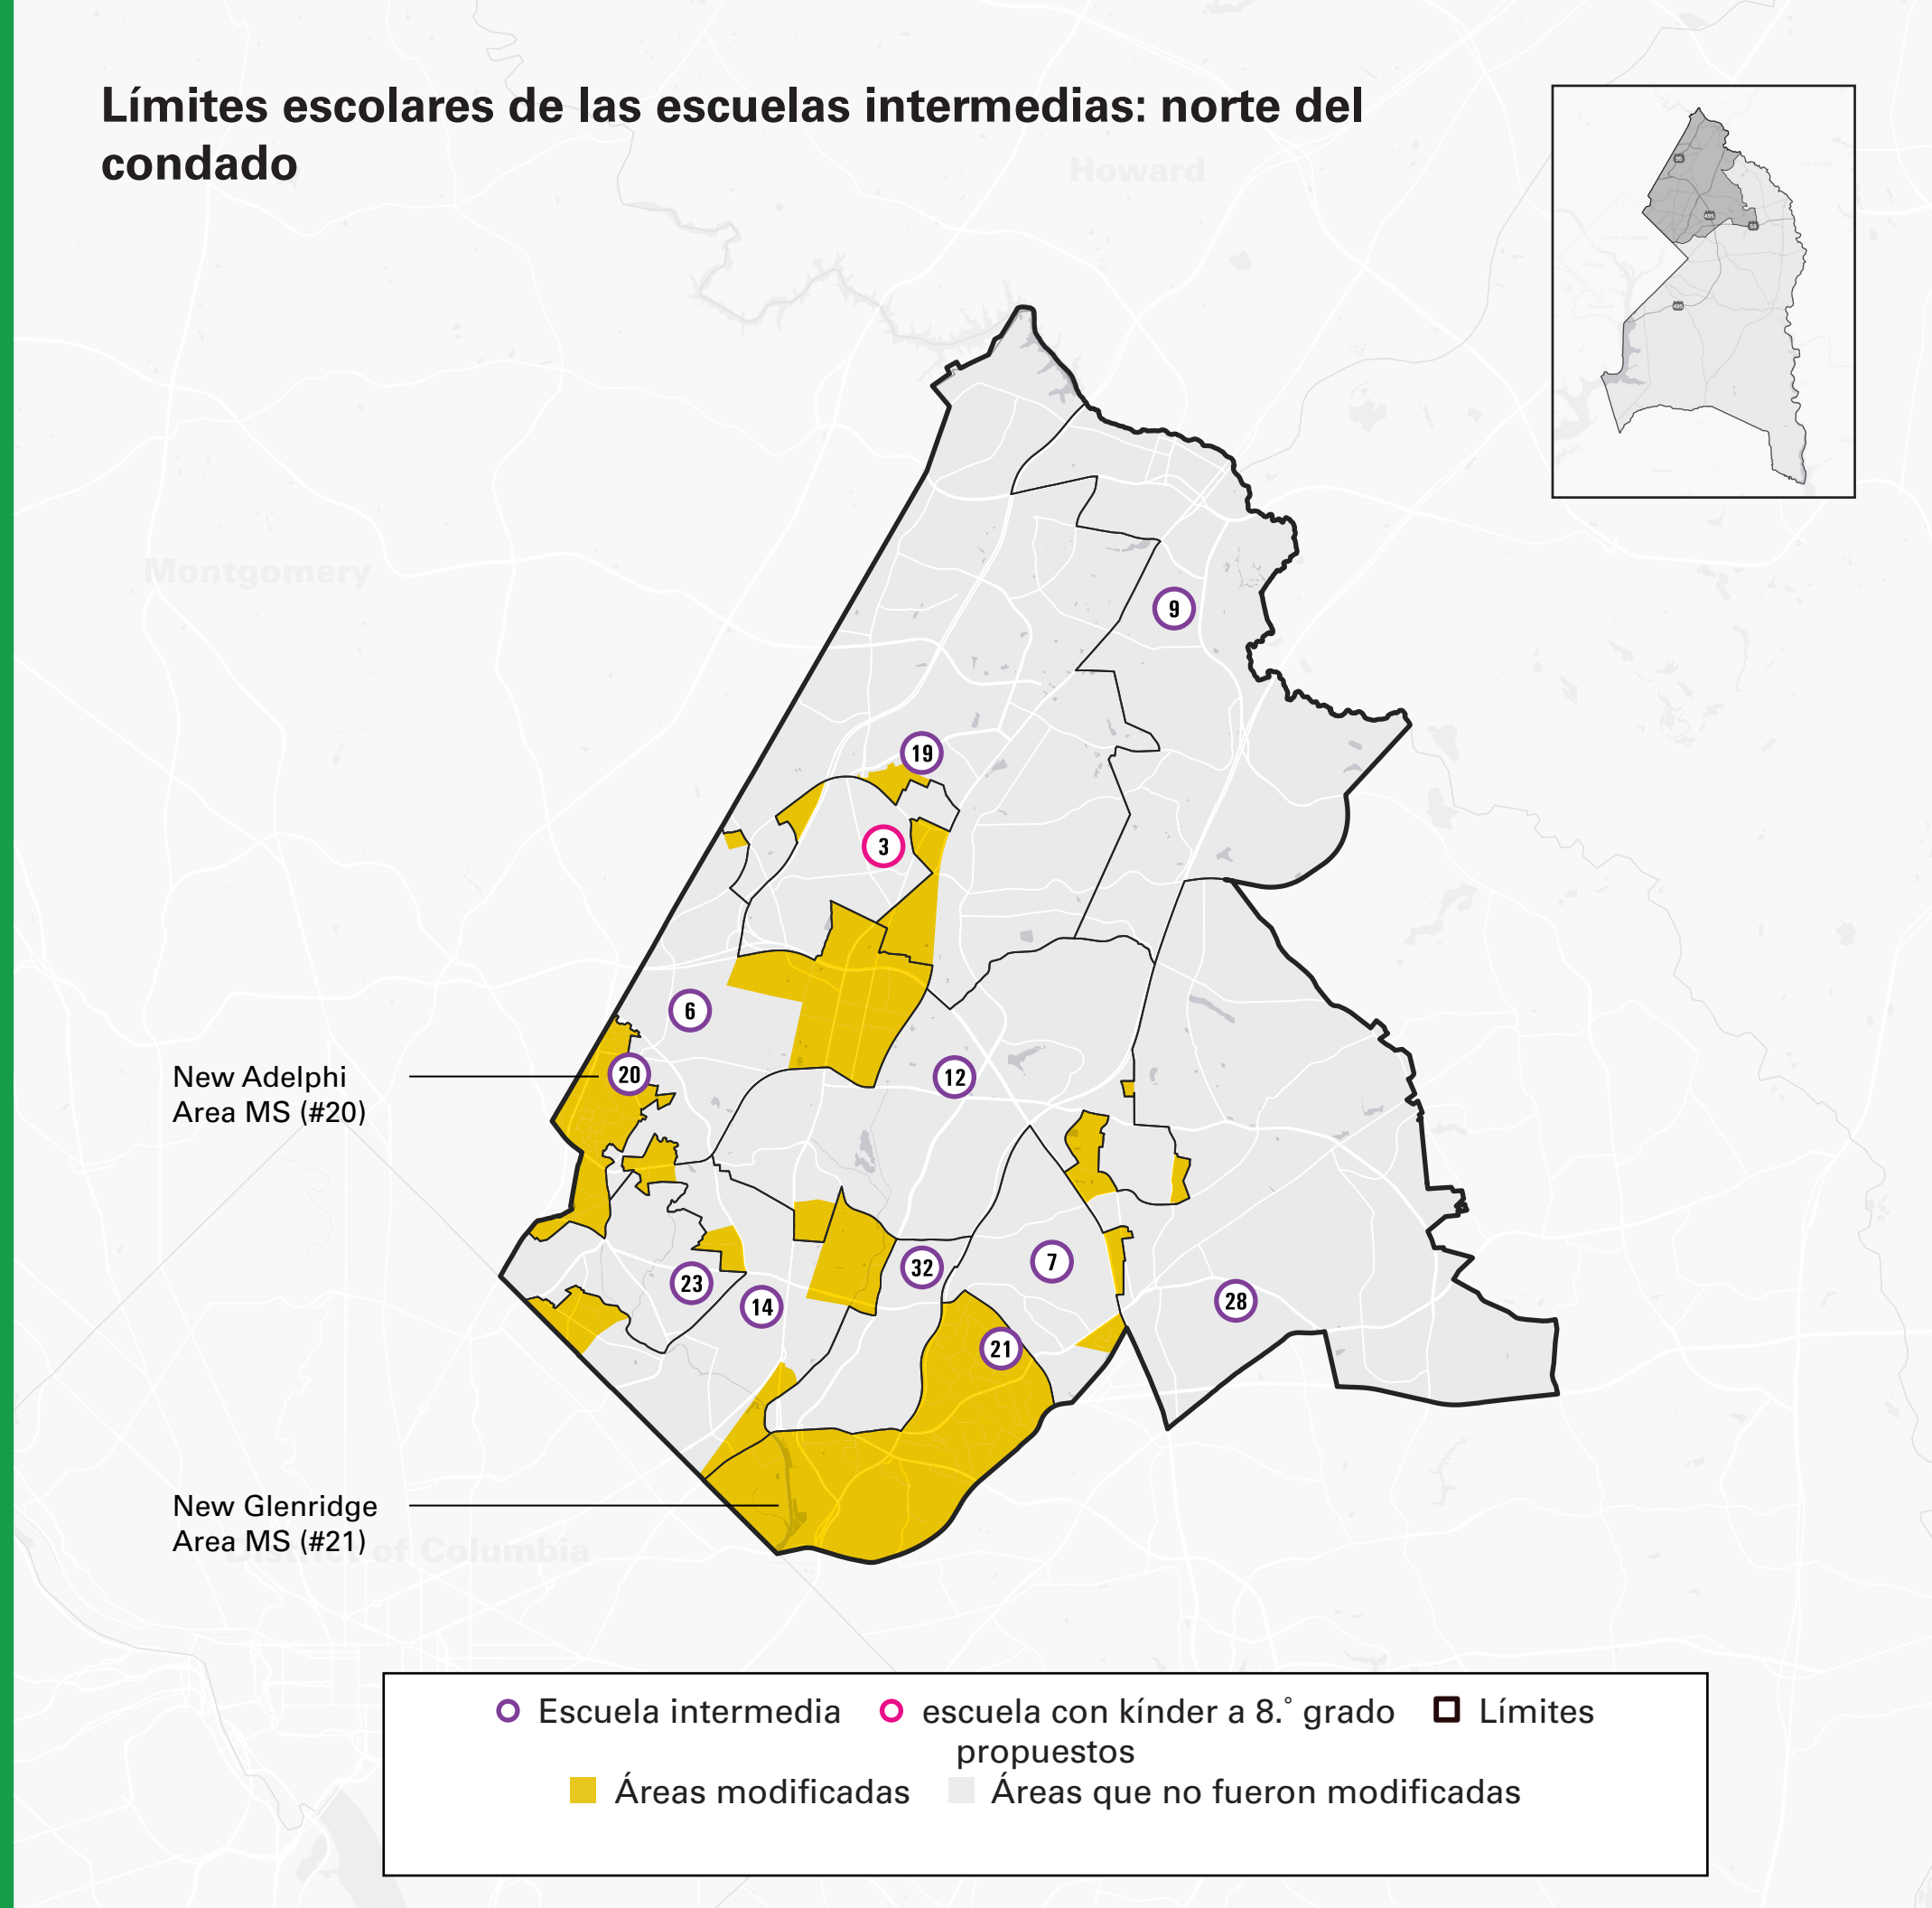 Límites escolares de las escuelas intermedias: norte del
condado
Howard
Montgomery
9
19
3
6
20
12
New Adelphi
Area MS (#20)
32
7
23
14
28
21
New Glenridge
Area MS (#21)
District of Columbia
Escuela intermedia
escuela con kínder a 8.° grado
Límites
propuestos
Áreas modificadas
Áreas que no fueron modificadas